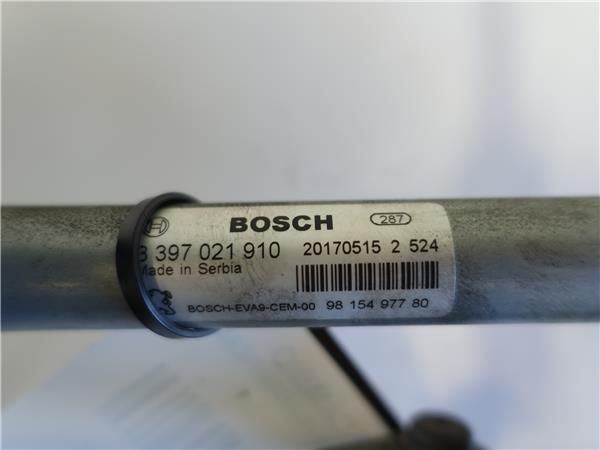 BOSCH 287
3 397 021 910 20170515 2 524
Made in Serbia
BOSCH-EVA9-CEM-00 98 154 977 80